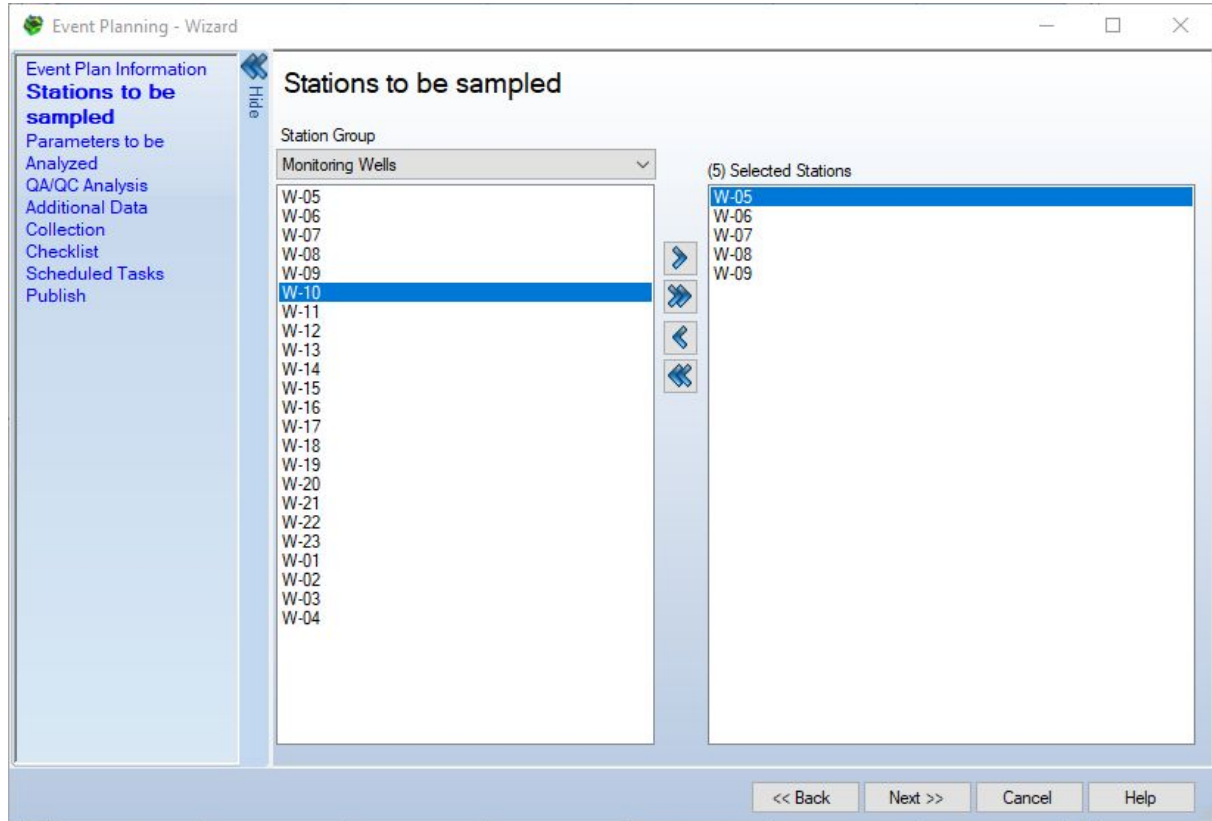 Event Planning - Wizard
Event Plan Information
Stations to be
sampled
Parameters to be
Analyzed
QA/QC Analysis
Additional Data
Collection
Checklist
Scheduled Tasks
Publish
Hide
Stations to be sampled
Station Group
Monitoring Wells
W-05
W-06
W-07
W-08
W-09
W-10
W-11
W-12
W-13
W-14
W-15
W-16
W-17
W-18
W-19
W-20
W-21
W-22
W-23
W-01
W-02
W-03
W-04
(5) Selected Stations
W-05
W-06
W-07
W-08
W-09
<< Back
Next >>
Cancel
Help